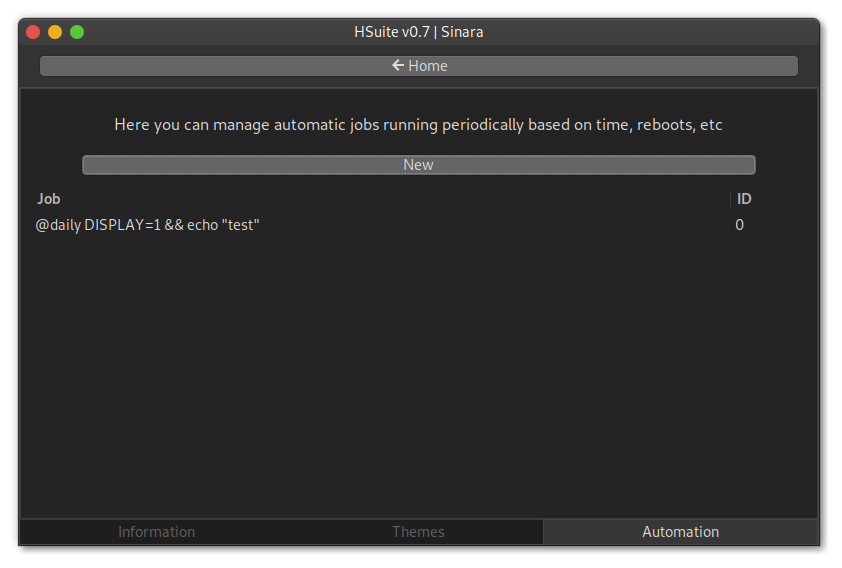 HSuite v0.7 | Sinara
← Home
Here you can manage automatic jobs running periodically based on time, reboots, etc
New
Job ID
@daily DISPLAY=1 && echo "test" 0
Information Themes Automation